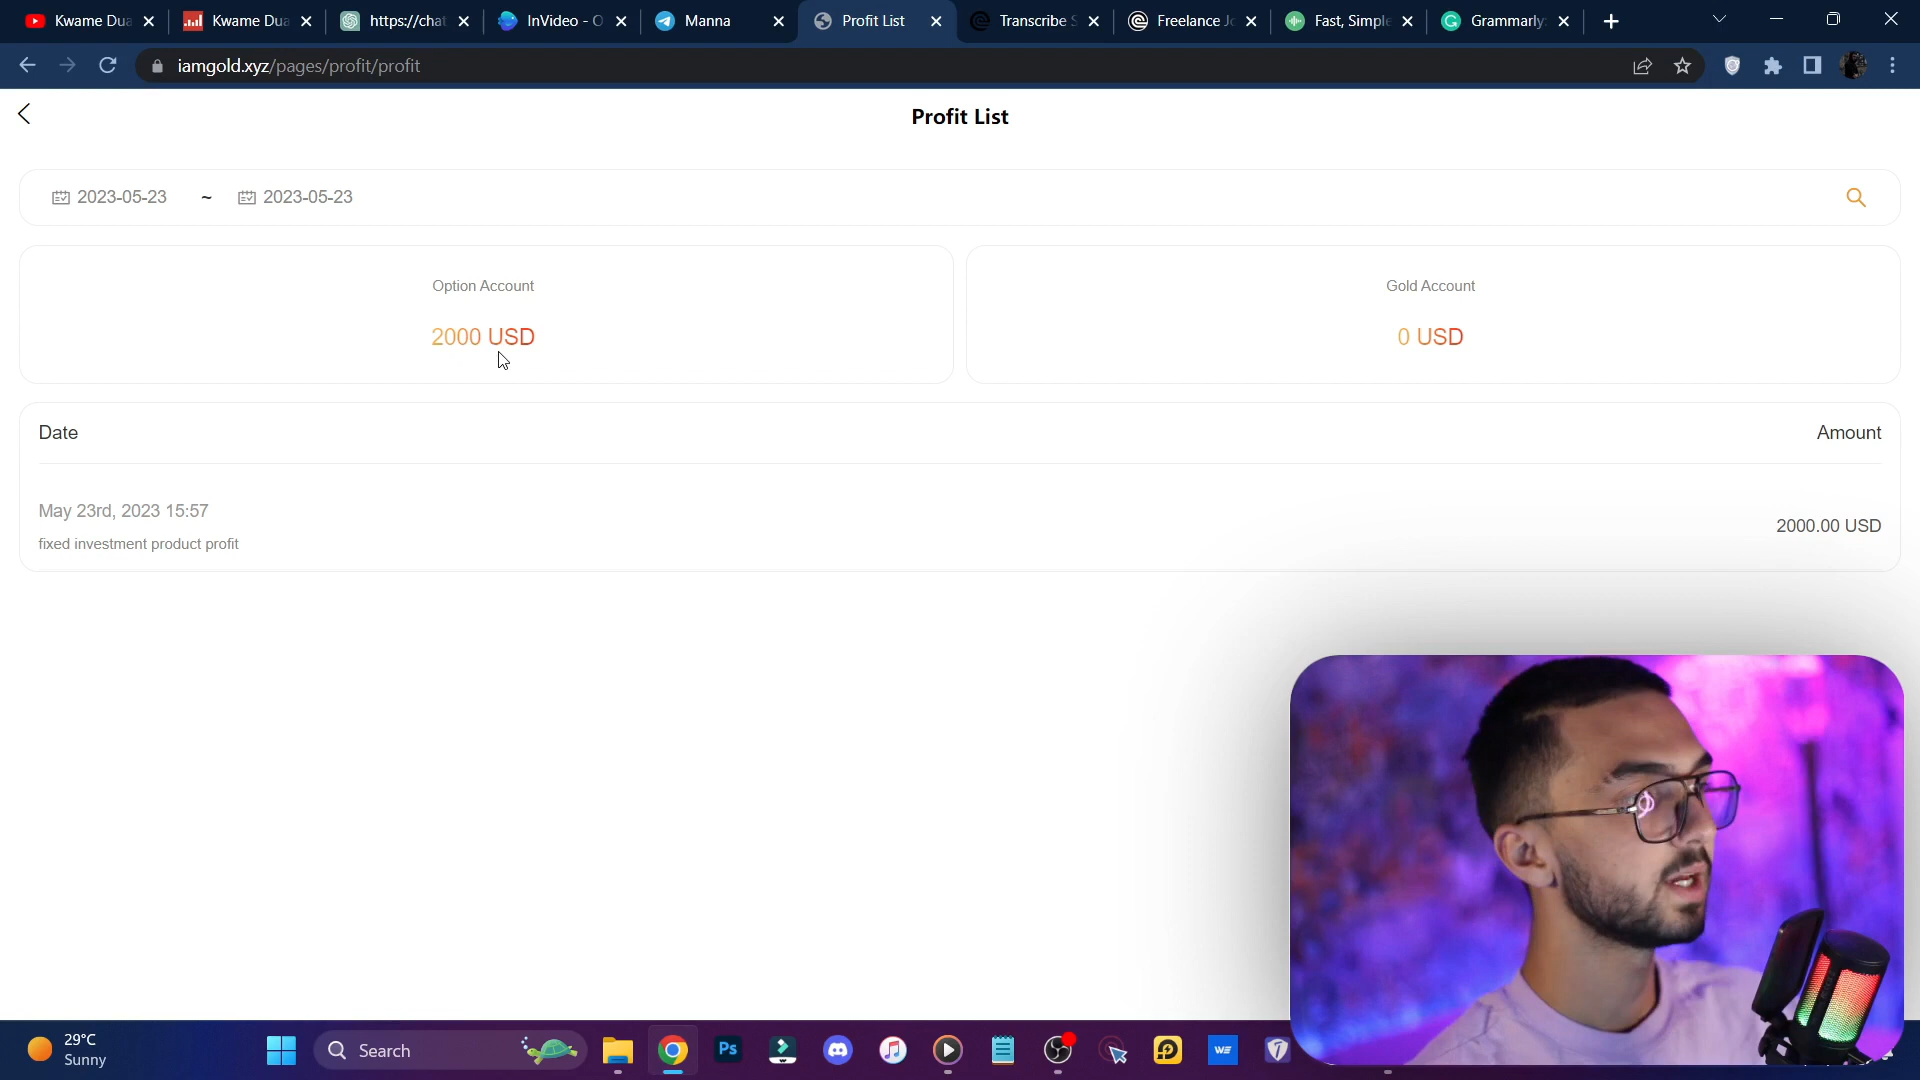 Kwame Dua
Kwame Dua
https://chat
InVideo - O
Manna
Profit List
Transcribe S
Freelance Jo
Fast, Simple
Grammarly:
iamgold.xyz/pages/profit/profit
Profit List
2023-05-23 ~ 2023-05-23
Option Account
2000 USD
Gold Account
0 USD
Date
Amount
May 23rd, 2023 15:57
fixed investment product profit
2000.00 USD
29°C
Sunny
Search
Ps
WE